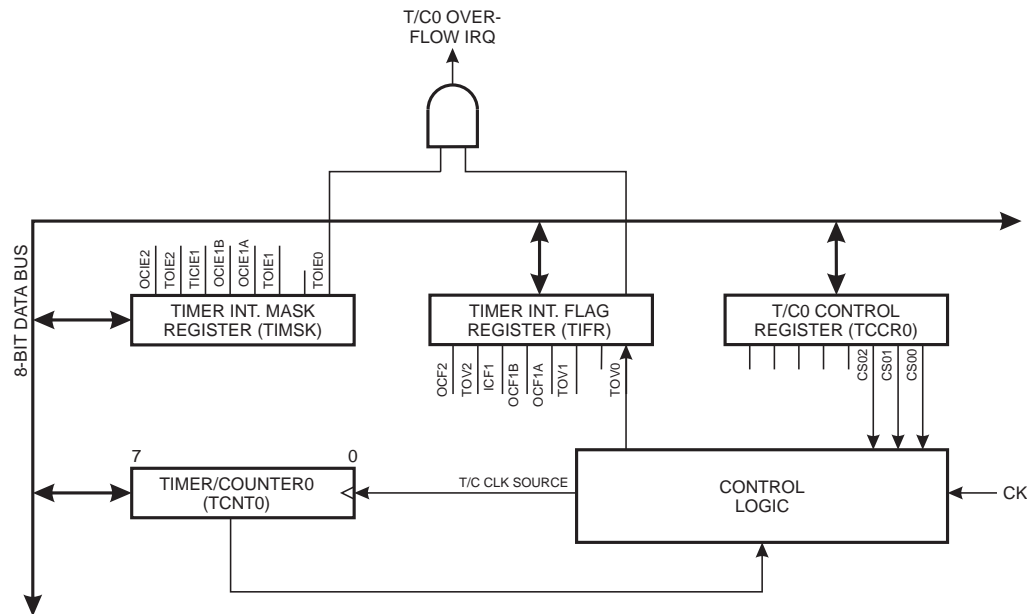 T/C0 OVER-
FLOW IRQ
8-BIT DATA BUS
OCIE2
TOIE2
TICIE1
OCIE1B
OCIE1A
TOIE1
TOIE0
TIMER INT. MASK
REGISTER (TIMSK)
TIMER INT. FLAG
REGISTER (TIFR)
T/C0 CONTROL
REGISTER (TCCR0)
OCF2
TOV2
ICF1
OCF1B
OCF1A
TOV1
TOV0
CS02
CS01
CS00
7 0
TIMER/COUNTER0
(TCNT0)
T/C CLK SOURCE
CONTROL
LOGIC
CK